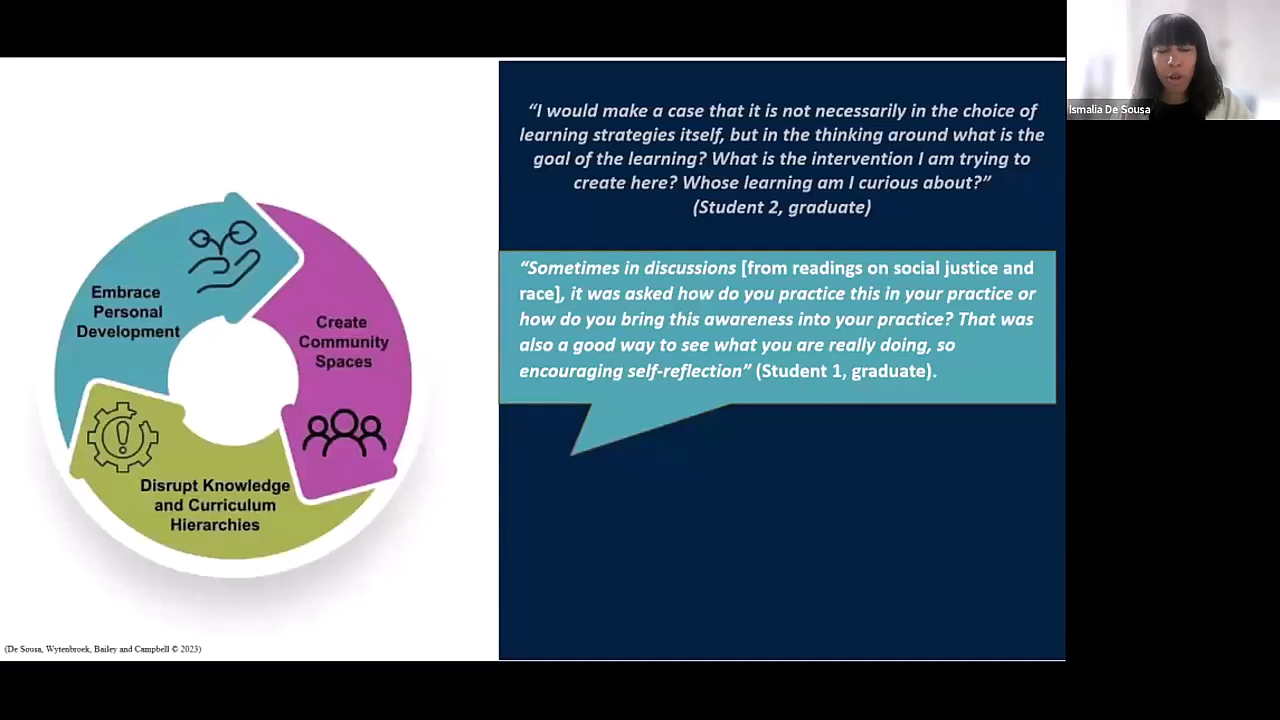 Embrace
Personal
Development
Create
Community
Spaces
Disrupt Knowledge
and Curriculum
Hierarchies
(De Sousa, Wytenbroek, Bailey and Campbell © 2023)
“I would make a case that it is not necessarily in the choice of
learning strategies itself, but in the thinking around what is the
goal of the learning? What is the intervention I am trying to
create here? Whose learning am I curious about?”
(Student 2, graduate)
“Sometimes in discussions [from readings on social justice and
race], it was asked how do you practice this in your practice or
how do you bring this awareness into your practice? That was
also a good way to see what you are really doing, so
encouraging self-reflection” (Student 1, graduate).
Ismalia De Sousa